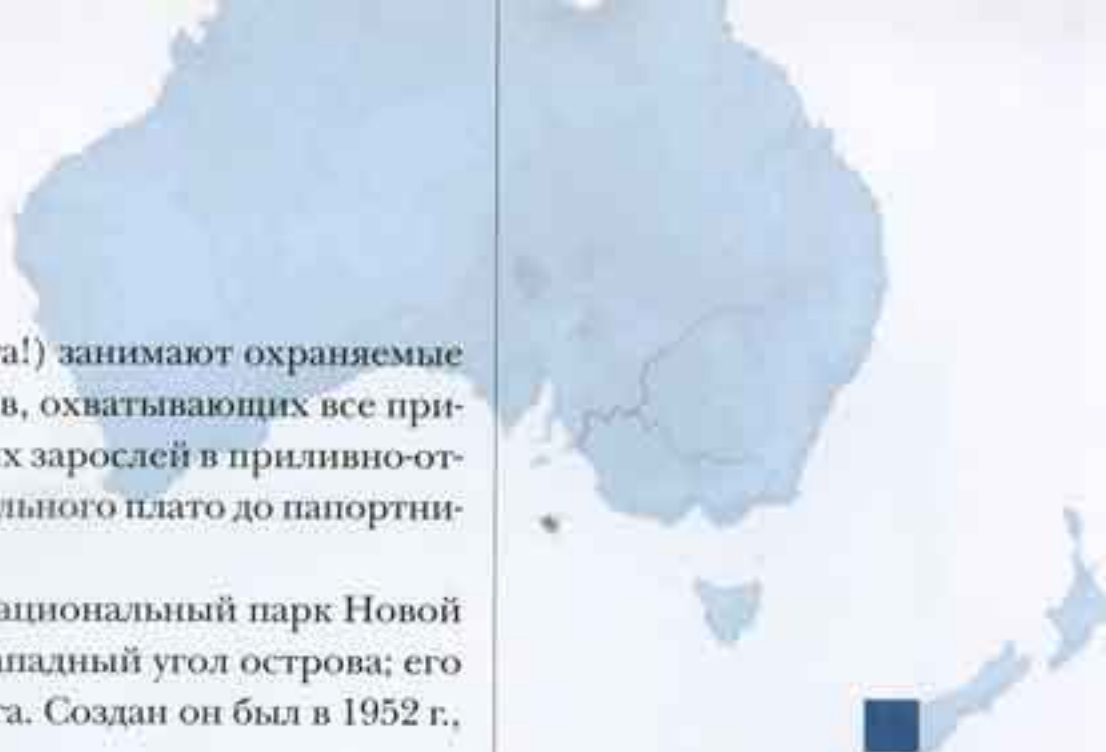 та!) занимают охраняемые
в, охватывающих все при-
х зарослей в приливно-от-
льного плато до папортни-
ациональный парк Новой
ападный угол острова; его
га. Создан он был в 1952 г.,